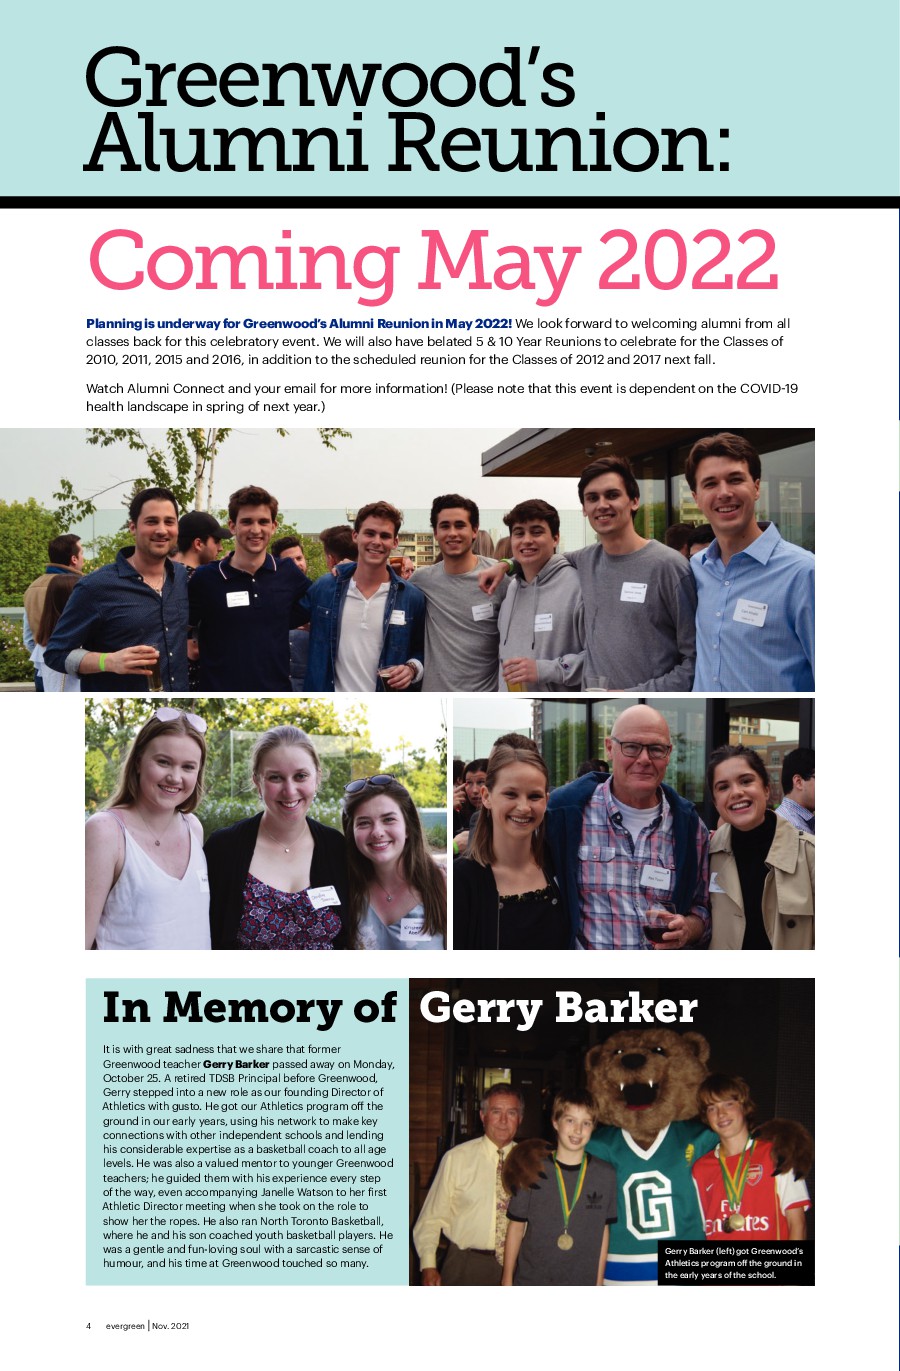 Greenwood’s
Alumni Reunion:
Coming May 2022
Planning is underway for Greenwood’s Alumni Reunion in May 2022! We look forward to welcoming alumni from all
classes back for this celebratory event. We will also have belated 5 & 10 Year Reunions to celebrate for the Classes of
2010, 2011, 2015 and 2016, in addition to the scheduled reunion for the Classes of 2012 and 2017 next fall.
Watch Alumni Connect and your email for more information! (Please note that this event is dependent on the COVID-19
health landscape in spring of next year.)
In Memory of Gerry Barker
It is with great sadness that we share that former
Greenwood teacher Gerry Barker passed away on Monday,
October 25. A retired TDSB Principal before Greenwood,
Gerry stepped into a new role as our founding Director of
Athletics with gusto. He got our Athletics program off the
ground in our early years, using his network to make key
connections with other independent schools and lending
his considerable expertise as a basketball coach to all age
levels. He was also a valued mentor to younger Greenwood
teachers; he guided them with his experience every step
of the way, even accompanying Janelle Watson to her first
Athletic Director meeting when she took on the role to
show her the ropes. He also ran North Toronto Basketball,
where he and his son coached youth basketball players. He
was a gentle and fun-loving soul with a sarcastic sense of
humour, and his time at Greenwood touched so many.
G
Gerry Barker (left) got Greenwood’s
Athletics program off the ground in
the early years of the school.
4 evergreen | Nov. 2021